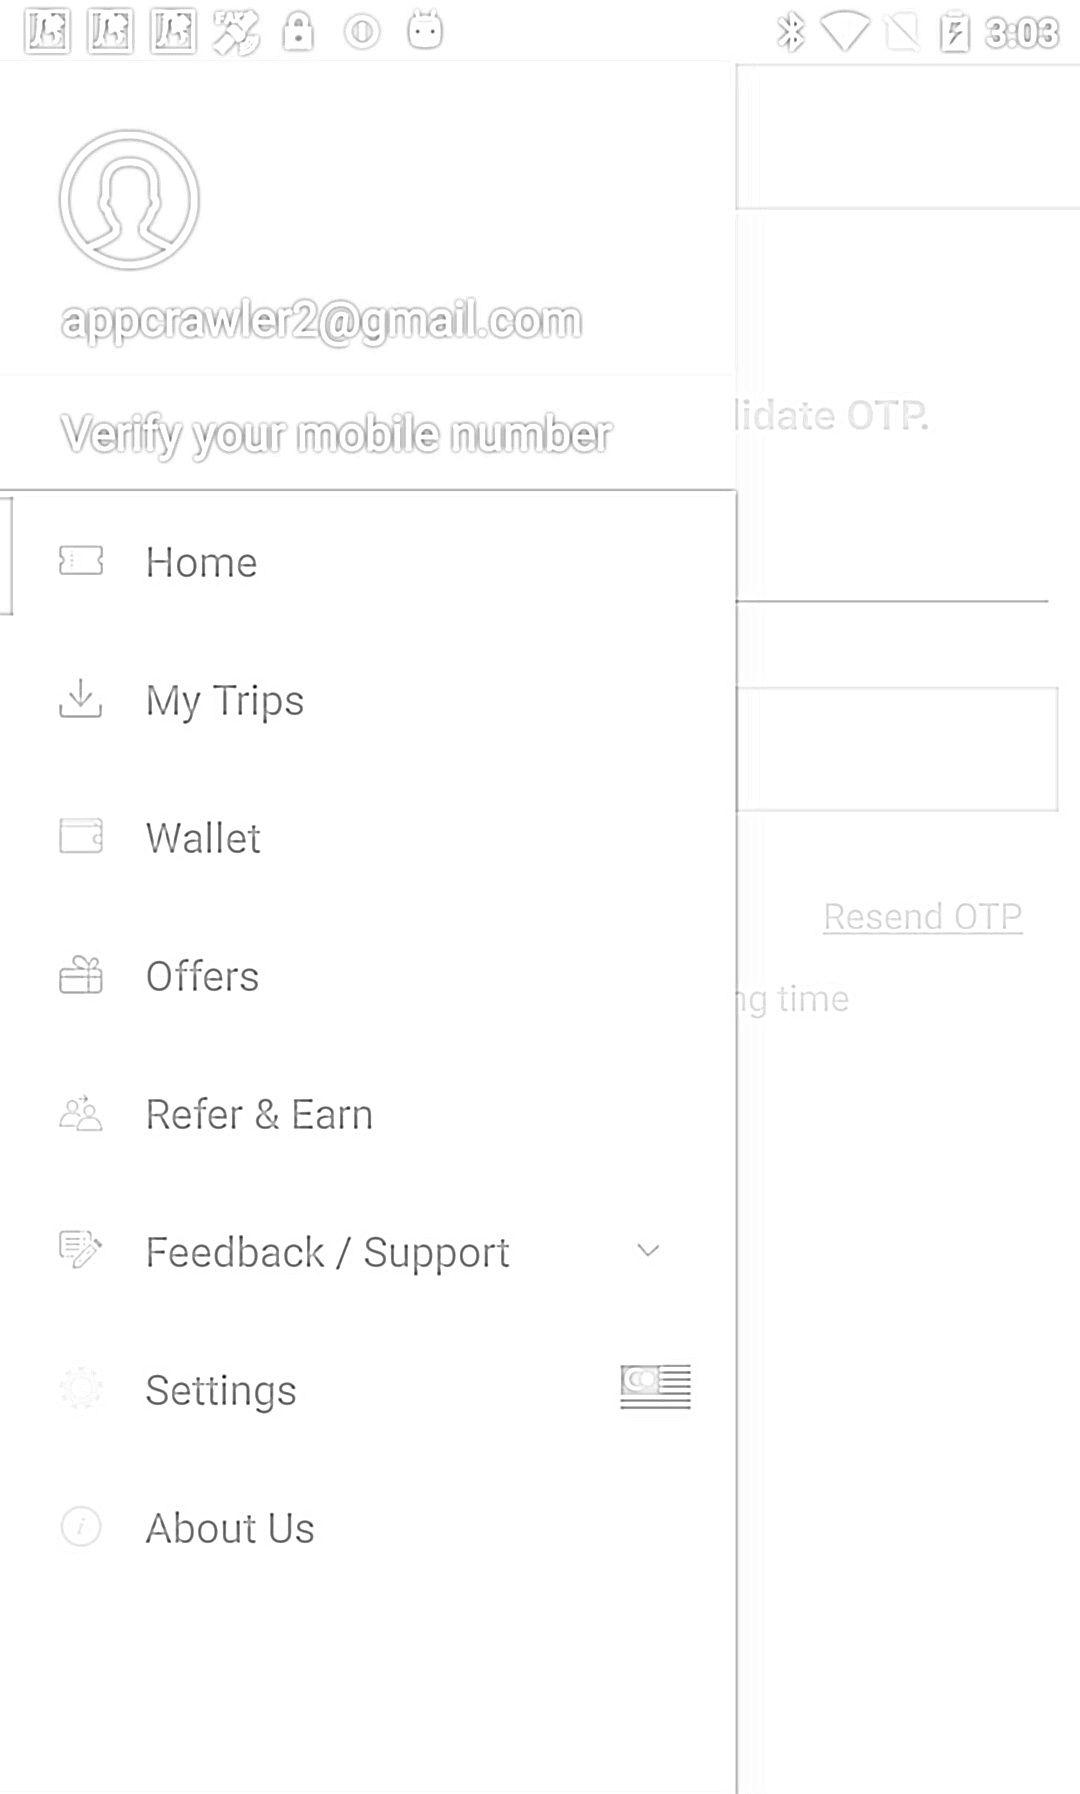 3:03
appcrawler2@gmail.com
Verify your mobile number
lidate OTP.
Home
My Trips
Wallet
Resend OTP
Offers
ng time
Refer & Earn
Feedback / Support
Settings
About Us